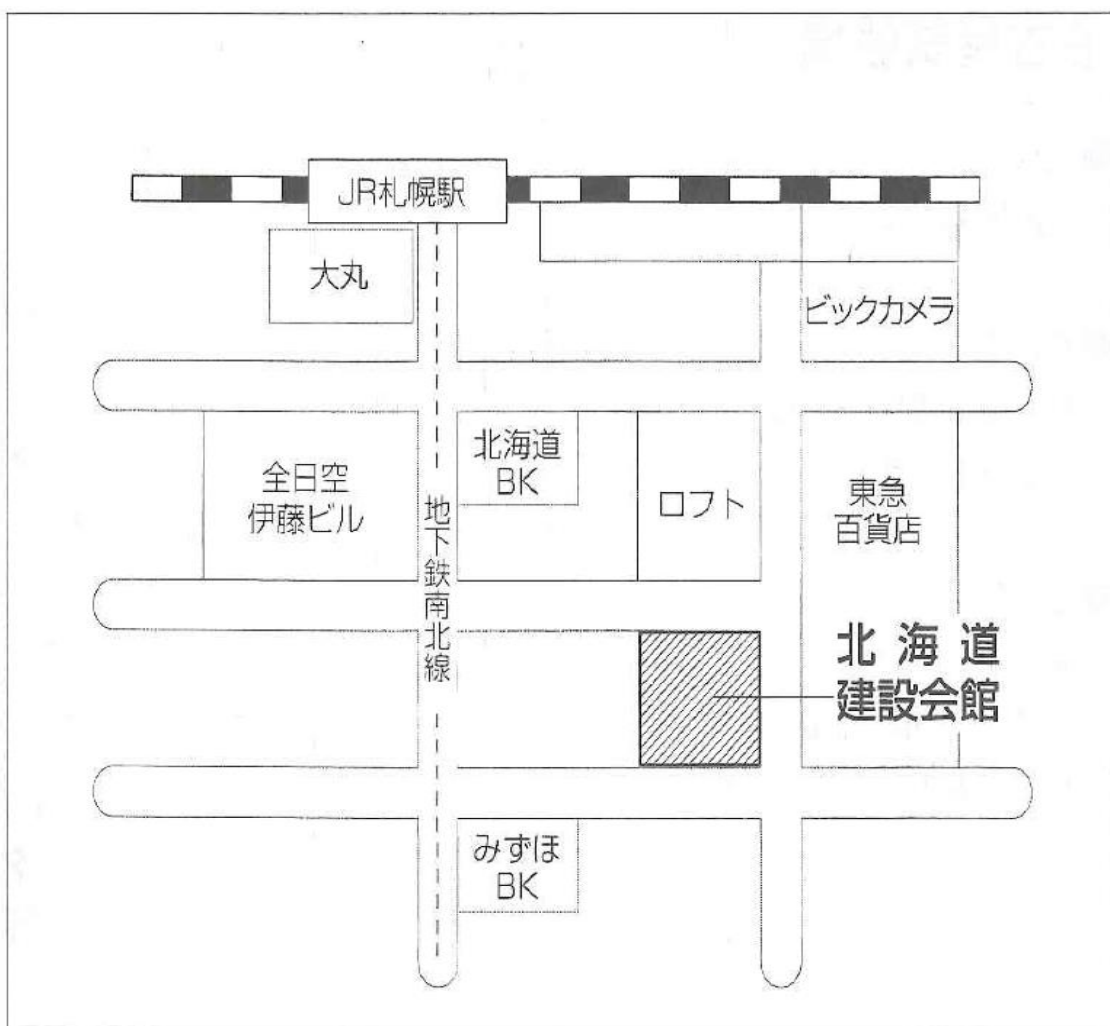 JR札幌駅
大丸
ビックカメラ
全日空
伊藤ビル
北海道
BK
ロフト
東急
百貨店
地下鉄南北線
北海道
建設会館
みずほ
BK